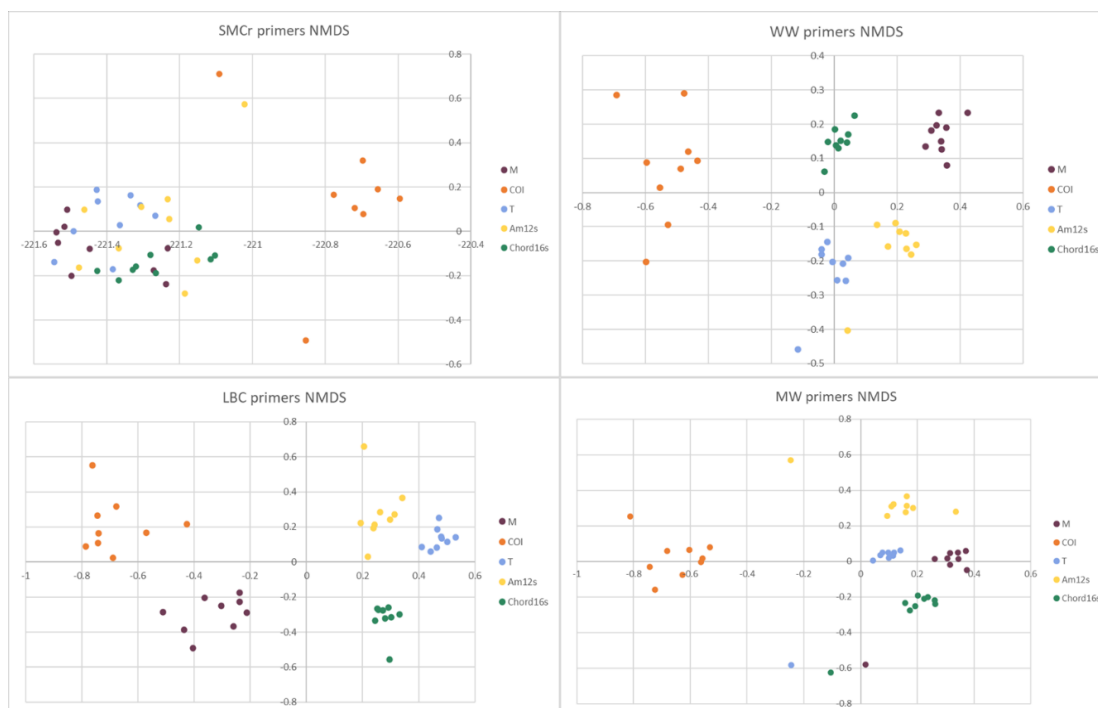 SMCr primers NMDS
0.8
0.6
0.4
0.2
0
-0.2
-0.4
-0.6
-221.6 -221.4 -221.2 -221 -220.8 -220.6 -220.4
M
COI
T
Am12s
Chord16s
WW primers NMDS
0.4
0.3
0.2
0.1
0
-0.1
-0.2
-0.3
-0.4
-0.5
-0.8 -0.6 -0.4 -0.2 0 0.2 0.4 0.6
M
COI
T
Am12s
Chord16s
LBC primers NMDS
0.8
0.6
0.4
0.2
0
-0.2
-0.4
-0.6
-0.8
-1 -0.8 -0.6 -0.4 -0.2 0 0.2 0.4 0.6
M
COI
T
Am12s
Chord16s
MW primers NMDS
0.8
0.6
0.4
0.2
0
-0.2
-0.4
-0.6
-0.8
-1 -0.8 -0.6 -0.4 -0.2 0 0.2 0.4 0.6
M
COI
T
Am12s
Chord16s